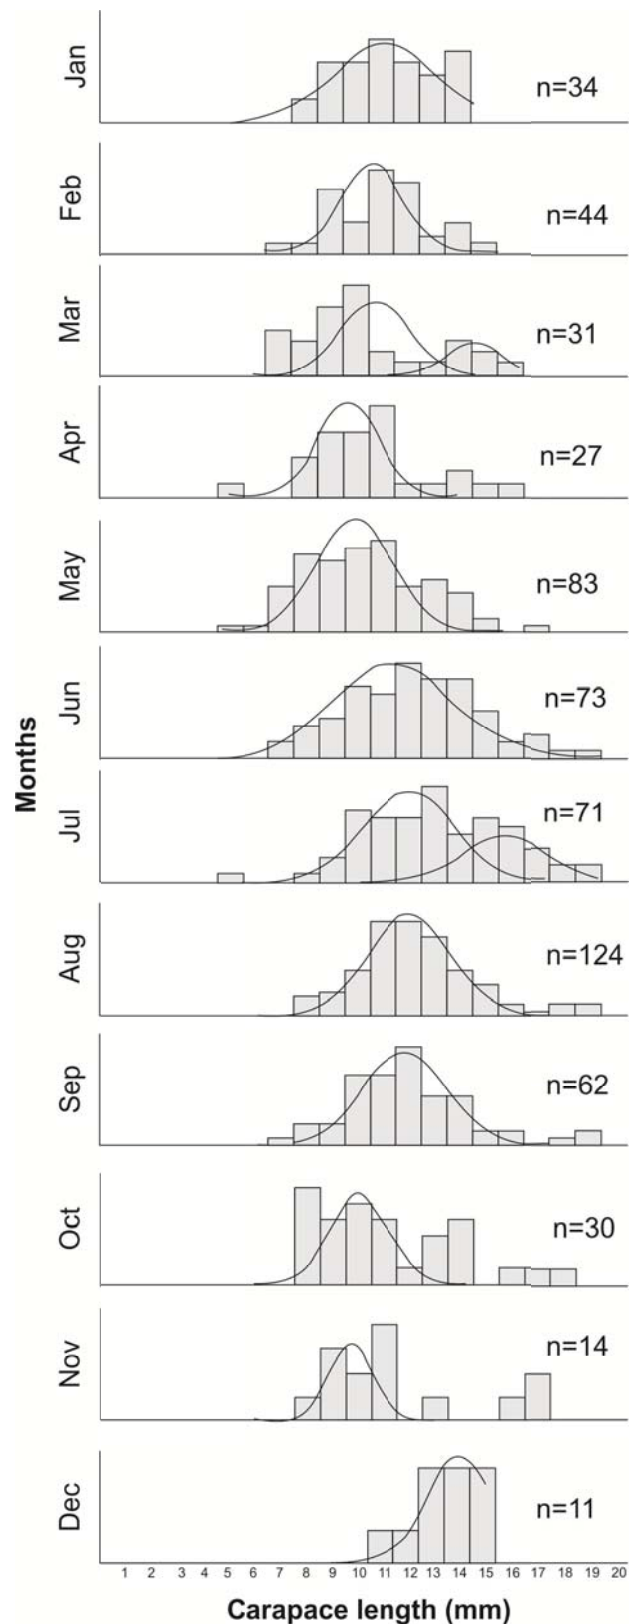 Jan
n=34
Feb
n=44
Mar
n=31
Apr
n=27
May
n=83
Jun
n=73
Months
Jul
n=71
Aug
n=124
Sep
n=62
Oct
n=30
Nov
n=14
Dec
n=11
1 2 3 4 5 6 7 8 9 10 11 12 13 14 15 16 17 18 19 20
Carapace length (mm)